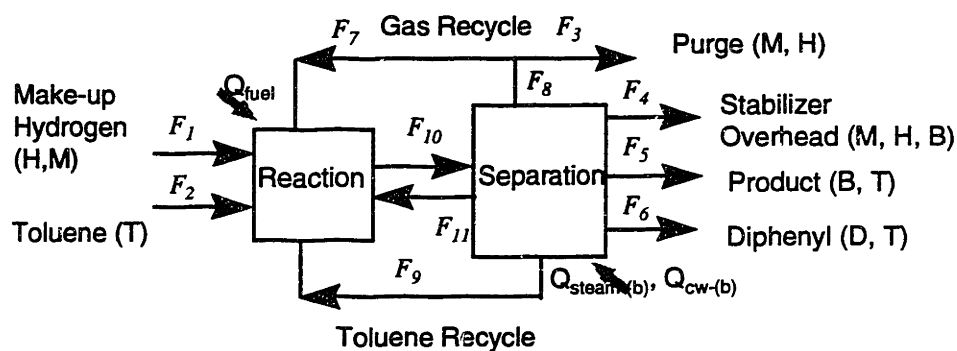 F7 Gas Recycle F3
Purge (M, H)
Qfuel
F8
F4
Make-up
Hydrogen
(H,M)
F1
F10
Stabilizer
Overhead (M, H, B)
F5
Reaction
Separation
Product (B, T)
F2
F6
Toluene (T)
F11
Diphenyl (D, T)
F9
Qsteam-(b), Qcw-(b)
Toluene Recycle